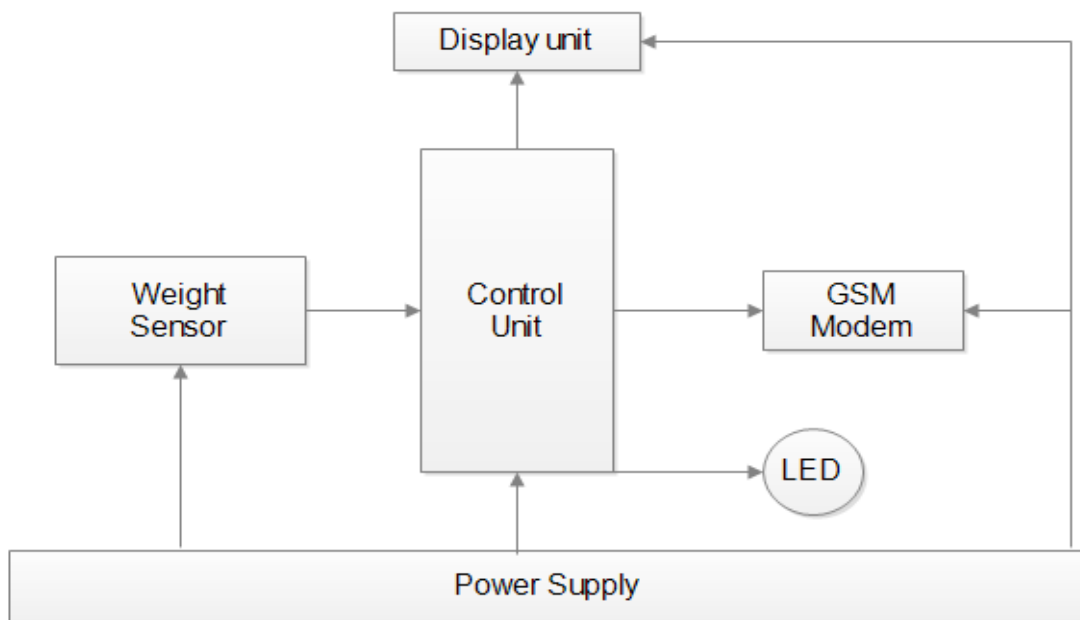 Display unit
Weight
Sensor
Control
Unit
GSM
Modem
LED
Power Supply